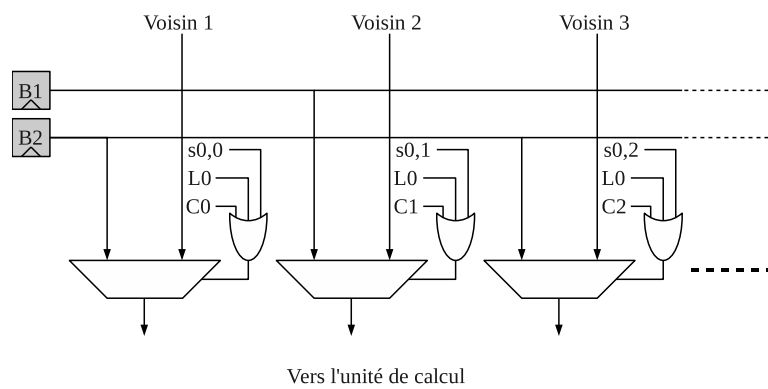 Voisin 1 Voisin 2 Voisin 3
B1
B2
s0,0 s0,1 s0,2
L0 L0 L0
C0 C1 C2
Vers l'unité de calcul